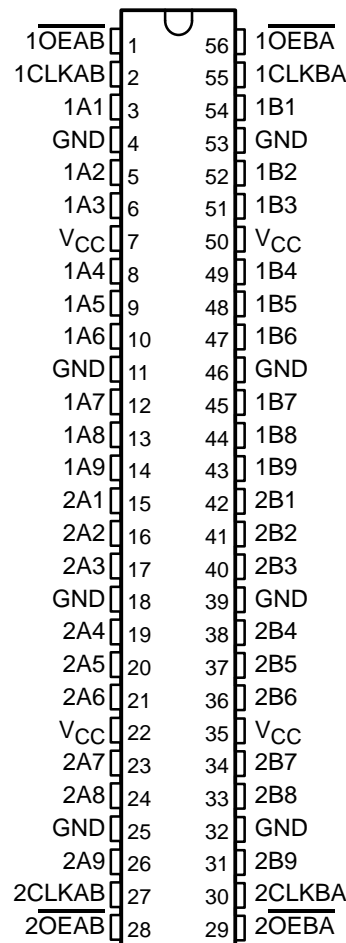 1O̅E̅A̅B̅ 1 56 1O̅E̅B̅A̅
1CLKAB 2 55 1CLKBA
1A1 3 54 1B1
GND 4 53 GND
1A2 5 52 1B2
1A3 6 51 1B3
VCC 7 50 VCC
1A4 8 49 1B4
1A5 9 48 1B5
1A6 10 47 1B6
GND 11 46 GND
1A7 12 45 1B7
1A8 13 44 1B8
1A9 14 43 1B9
2A1 15 42 2B1
2A2 16 41 2B2
2A3 17 40 2B3
GND 18 39 GND
2A4 19 38 2B4
2A5 20 37 2B5
2A6 21 36 2B6
VCC 22 35 VCC
2A7 23 34 2B7
2A8 24 33 2B8
GND 25 32 GND
2A9 26 31 2B9
2CLKAB 27 30 2CLKBA
2O̅E̅A̅B̅ 28 29 2O̅E̅B̅A̅